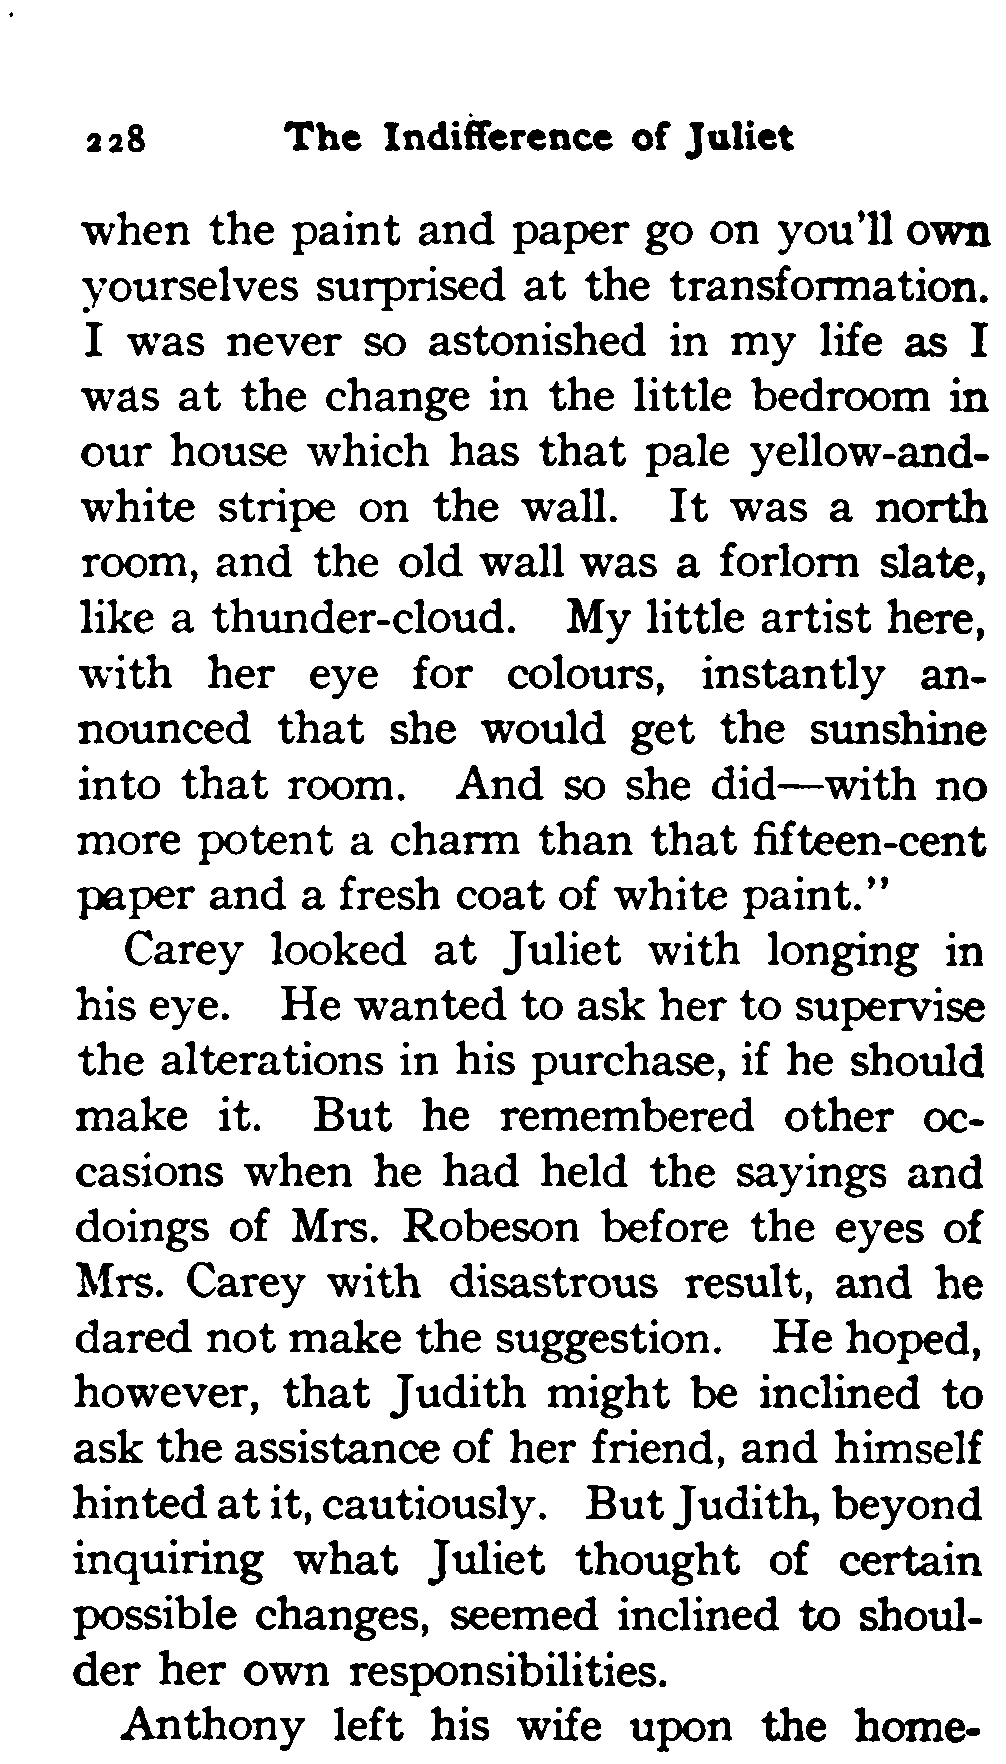 228 The Indifference of Juliet
when the paint and paper go on you'll own
yourselves surprised at the transformation.
I was never so astonished in my life as I
was at the change in the little bedroom in
our house which has that pale yellow-and-
white stripe on the wall. It was a north
room, and the old wall was a forlorn slate,
like a thunder-cloud. My little artist here,
with her eye for colours, instantly an-
nounced that she would get the sunshine
into that room. And so she did—with no
more potent a charm than that fifteen-cent
paper and a fresh coat of white paint."
Carey looked at Juliet with longing in
his eye. He wanted to ask her to supervise
the alterations in his purchase, if he should
make it. But he remembered other oc-
casions when he had held the sayings and
doings of Mrs. Robeson before the eyes of
Mrs. Carey with disastrous result, and he
dared not make the suggestion. He hoped,
however, that Judith might be inclined to
ask the assistance of her friend, and himself
hinted at it, cautiously. But Judith, beyond
inquiring what Juliet thought of certain
possible changes, seemed inclined to shoul-
der her own responsibilities.
Anthony left his wife upon the home-